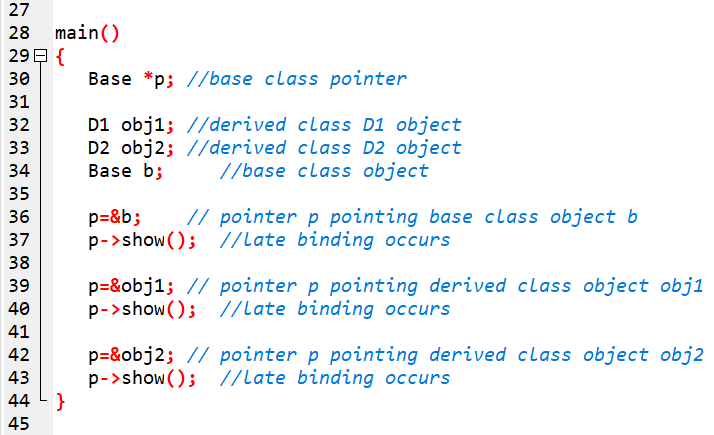 27
28 main()
29 {
30 Base *p; //base class pointer
31
32 D1 obj1; //derived class D1 object
33 D2 obj2; //derived class D2 object
34 Base b; //base class object
35
36 p=&b; // pointer p pointing base class object b
37 p->show(); //late binding occurs
38
39 p=&obj1; // pointer p pointing derived class object obj1
40 p->show(); //late binding occurs
41
42 p=&obj2; // pointer p pointing derived class object obj2
43 p->show(); //late binding occurs
44 }
45